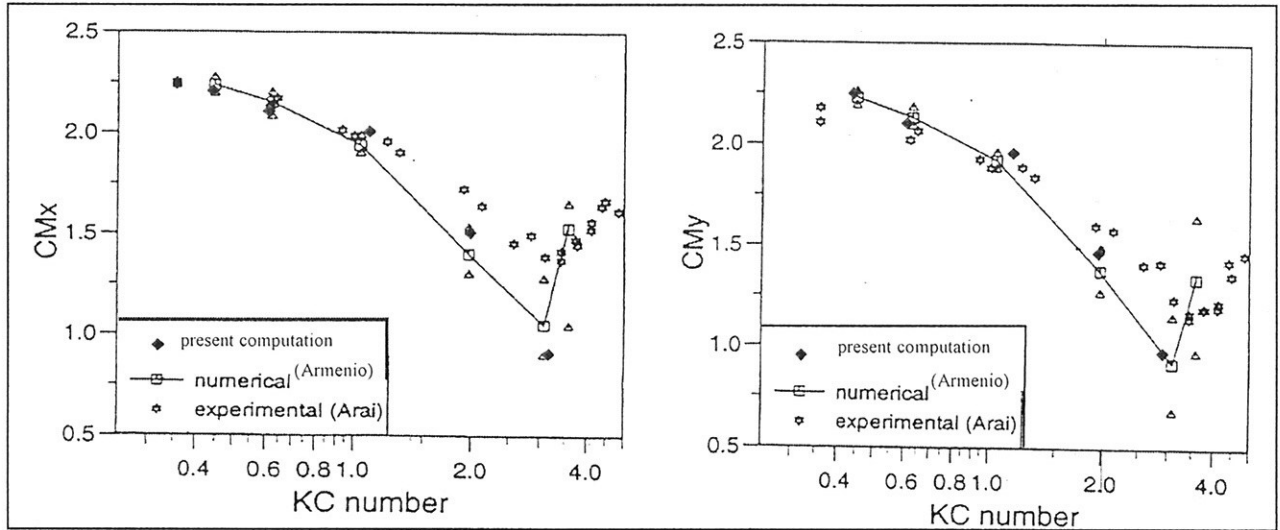 2.5
2.0
1.5
1.0
0.5
CMx
present computation
numerical (Armenio)
experimental (Arai)
0.4 0.6 0.8 1.0 2.0 4.0
KC number
2.5
2.0
1.5
1.0
0.5
CMy
present computation
numerical (Armenio)
experimental (Arai)
0.4 0.6 0.8 1.0 2.0 4.0
KC number